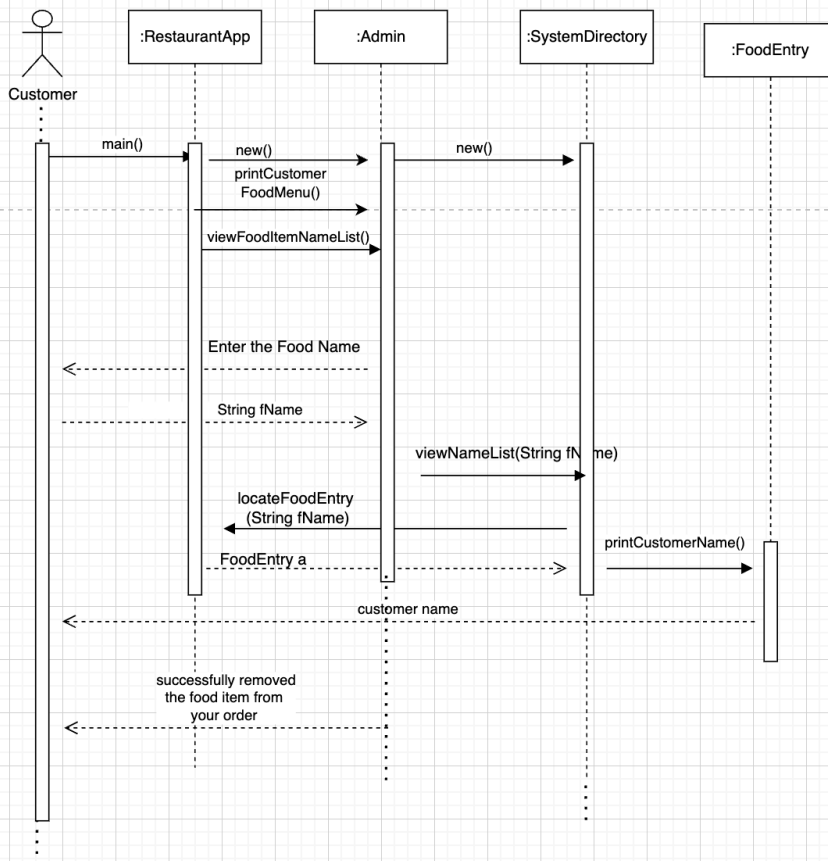 :RestaurantApp
:Admin
:SystemDirectory
:FoodEntry
Customer
main()
new()
new()
printCustomer
FoodMenu()
viewFoodItemNameList()
Enter the Food Name
String fName
viewNameList(String fName)
locateFoodEntry
(String fName)
printCustomerName()
FoodEntry a
customer name
successfully removed
the food item from
your order